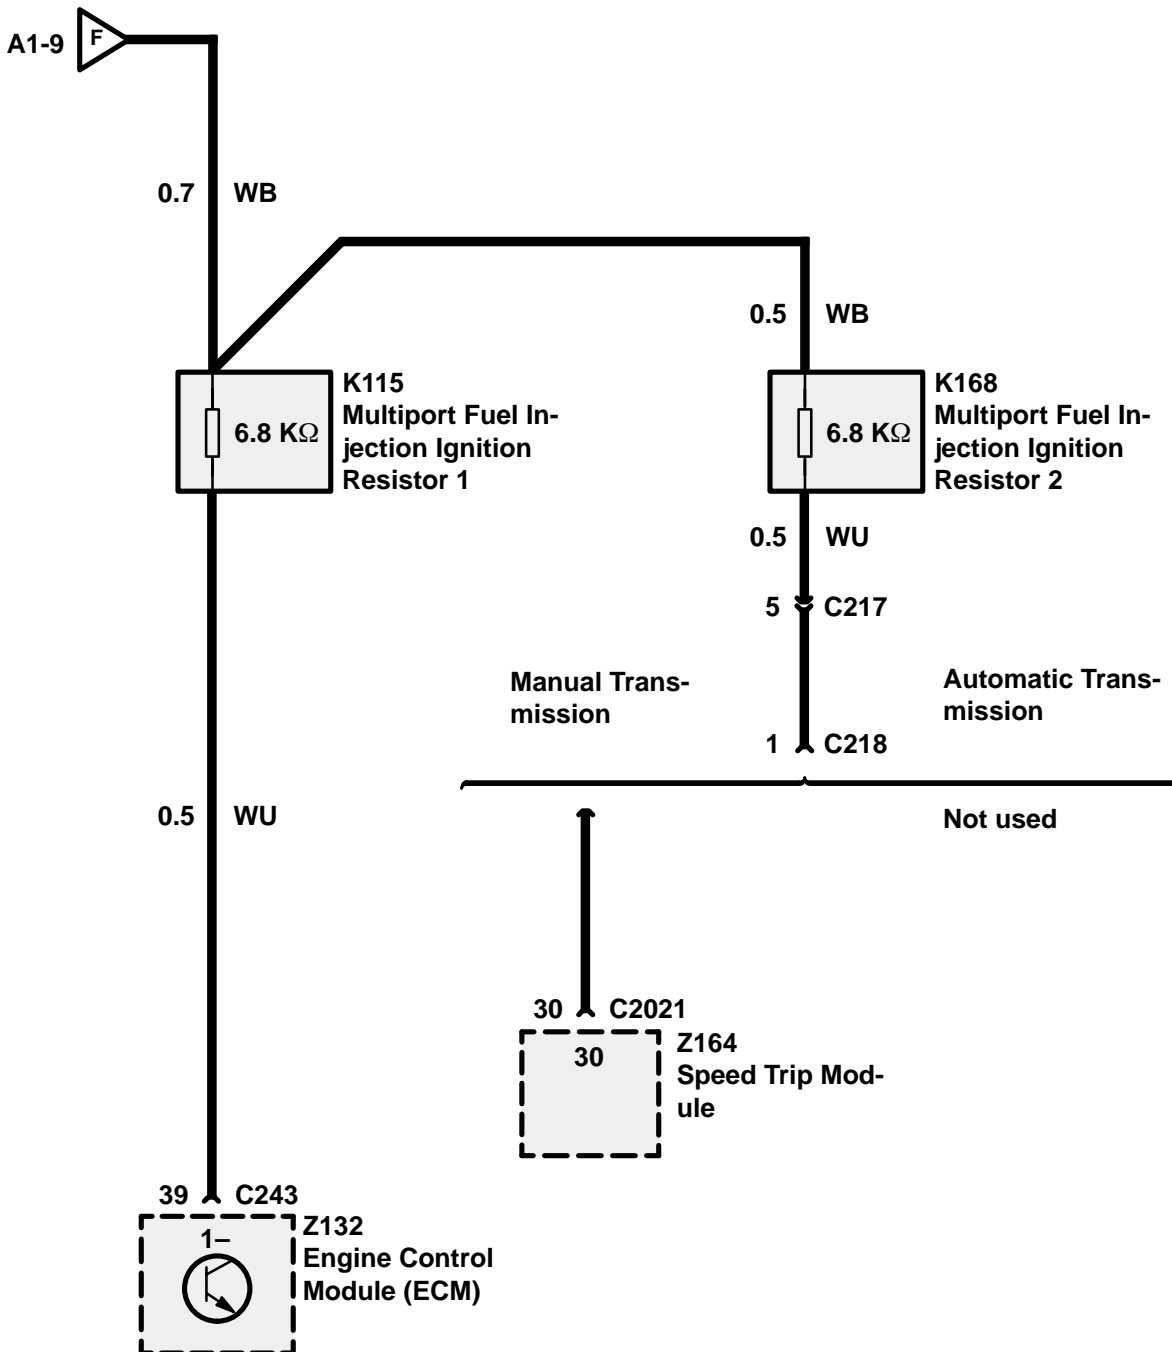 A1-9
F
0.7 WB
0.5 WB
K115
Multiport Fuel In-
jection Ignition
Resistor 1
6.8 KΩ
K168
Multiport Fuel In-
jection Ignition
Resistor 2
6.8 KΩ
0.5 WU
5 C217
Manual Trans-
mission
Automatic Trans-
mission
1 C218
0.5 WU
Not used
30 C2021
30
Z164
Speed Trip Mod-
ule
39 C243
1–
Z132
Engine Control
Module (ECM)